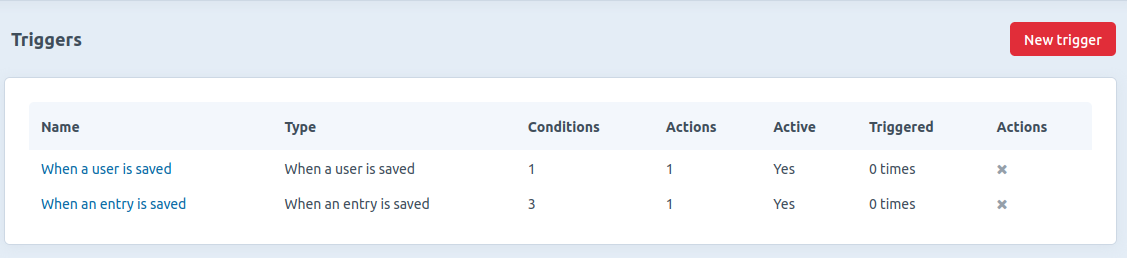 Triggers
New trigger
Name Type Conditions Actions Active Triggered Actions
When a user is saved When a user is saved 1 1 Yes 0 times
When an entry is saved When an entry is saved 3 1 Yes 0 times